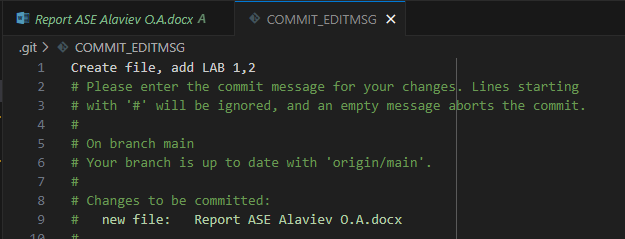 Report ASE Alaviev O.A.docx A
COMMIT_EDITMSG
.git > COMMIT_EDITMSG
1 Create file, add LAB 1,2
2 # Please enter the commit message for your changes. Lines starting
3 # with '#' will be ignored, and an empty message aborts the commit.
4 #
5 # On branch main
6 # Your branch is up to date with 'origin/main'.
7 #
8 # Changes to be committed:
9 #   new file:   Report ASE Alaviev O.A.docx
10 #